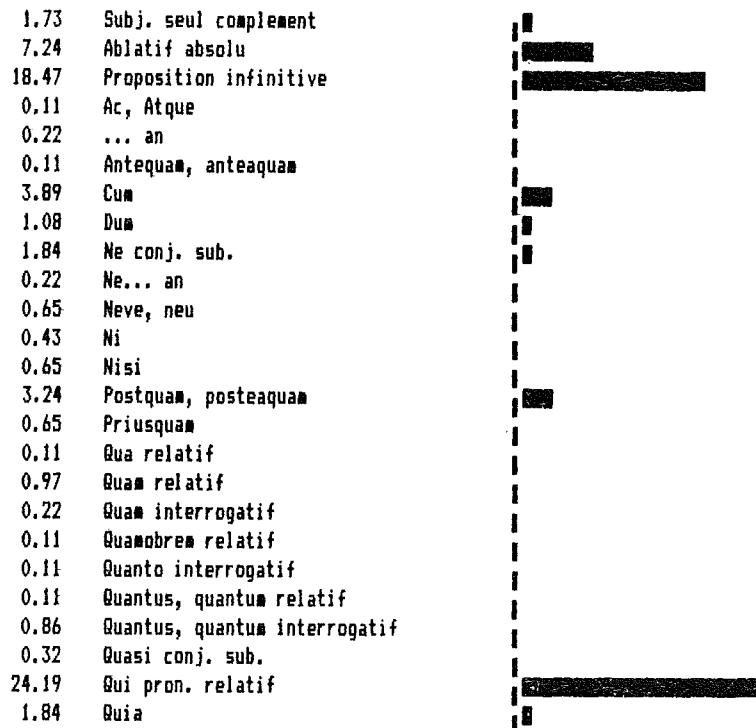 1.73 Subj. seul complement
7.24 Ablatif absolu
18.47 Proposition infinitive
0.11 Ac, Atque
0.22 ... an
0.11 Antequam, anteaquam
3.89 Cum
1.08 Dum
1.84 Ne conj. sub.
0.22 Ne... an
0.65 Neve, neu
0.43 Ni
0.65 Nisi
3.24 Postquam, posteaquam
0.65 Priusquam
0.11 Qua relatif
0.97 Quam relatif
0.22 Quam interrogatif
0.11 Quamobrem relatif
0.11 Quanto interrogatif
0.11 Quantus, quantum relatif
0.86 Quantus, quantum interrogatif
0.32 Quasi conj. sub.
24.19 Qui pron. relatif
1.84 Quia